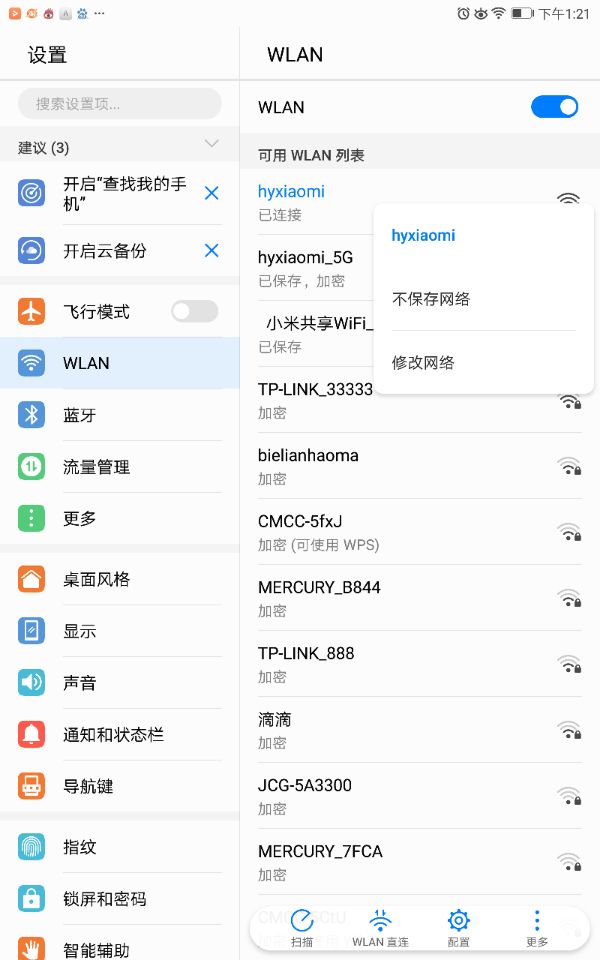 下午1:21
设置
搜索设置项...
建议 (3)
开启“查找我的手
机”
开启云备份
飞行模式
WLAN
蓝牙
流量管理
更多
桌面风格
显示
声音
通知和状态栏
导航键
指纹
锁屏和密码
智能辅助
WLAN
WLAN
可用 WLAN 列表
hyxiaomi
已连接
hyxiaomi_5G
已保存，加密
小米共享WiFi_
已保存
TP-LINK_33333
加密
bielianhaoma
加密
CMCC-5fxJ
加密 (可使用 WPS)
MERCURY_B844
加密
TP-LINK_888
加密
滴滴
加密
JCG-5A3300
加密
MERCURY_7FCA
加密
hyxiaomi
不保存网络
修改网络
扫描
WLAN 直连
配置
更多